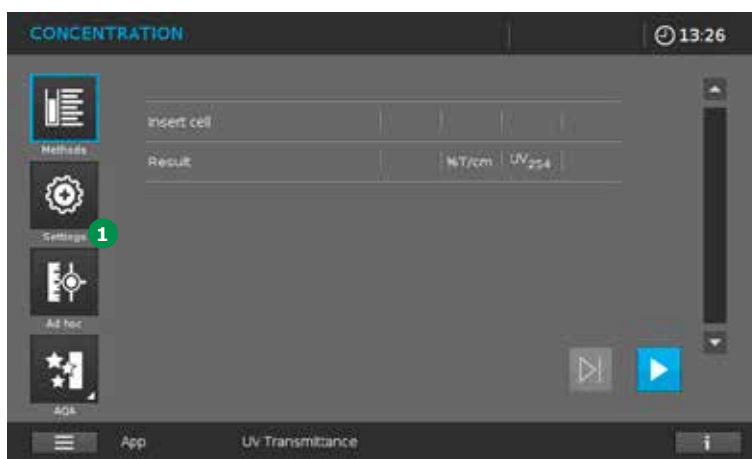 CONCENTRATION 13:26
Methods
Insert cell
Result %T/cm UV254
Settings 1
Ad hoc
AQA
App UV Transmittance i